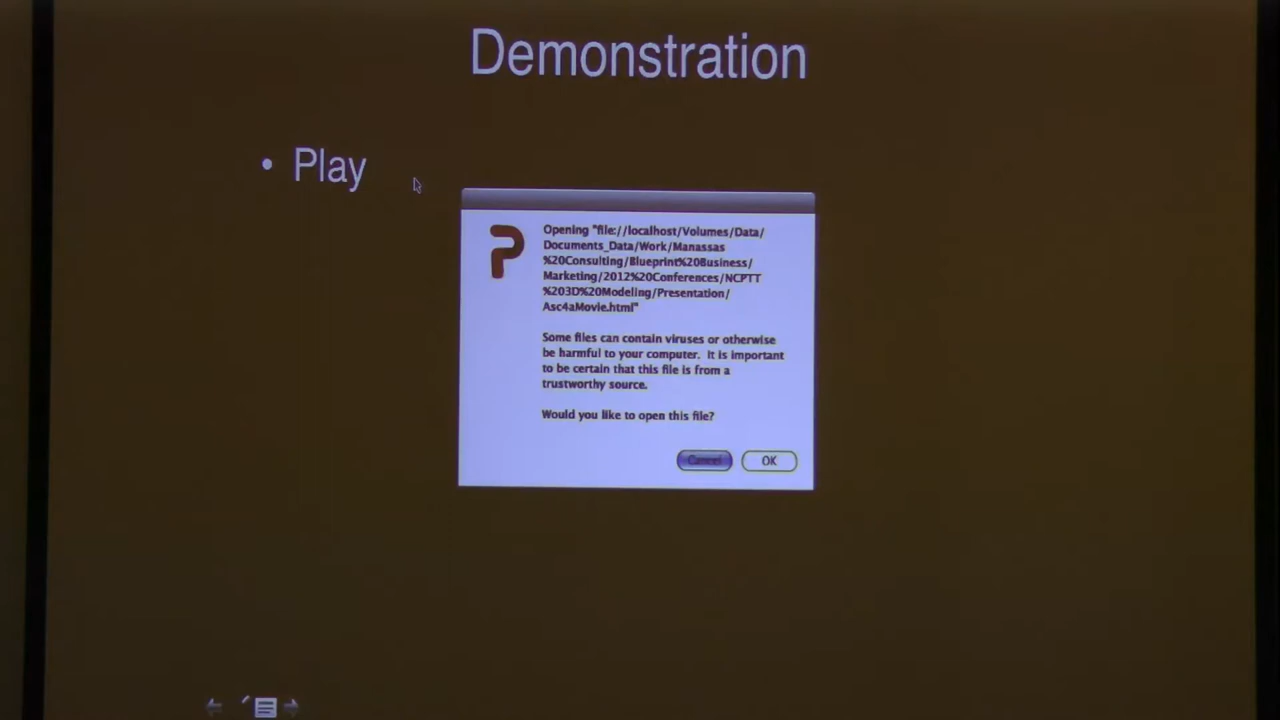 Demonstration
• Play
Opening "file://localhost/Volumes/Data/
Documents_Data/Work/Manassas
%20Consulting/Blueprint%20Business/
Marketing/2012%20Conferences/NCPTT
%203D%20Modeling/Presentation/
Asc4aMovie.html"
Some files can contain viruses or otherwise
be harmful to your computer. It is important
to be certain that this file is from a
trustworthy source.
Would you like to open this file?
Cancel OK